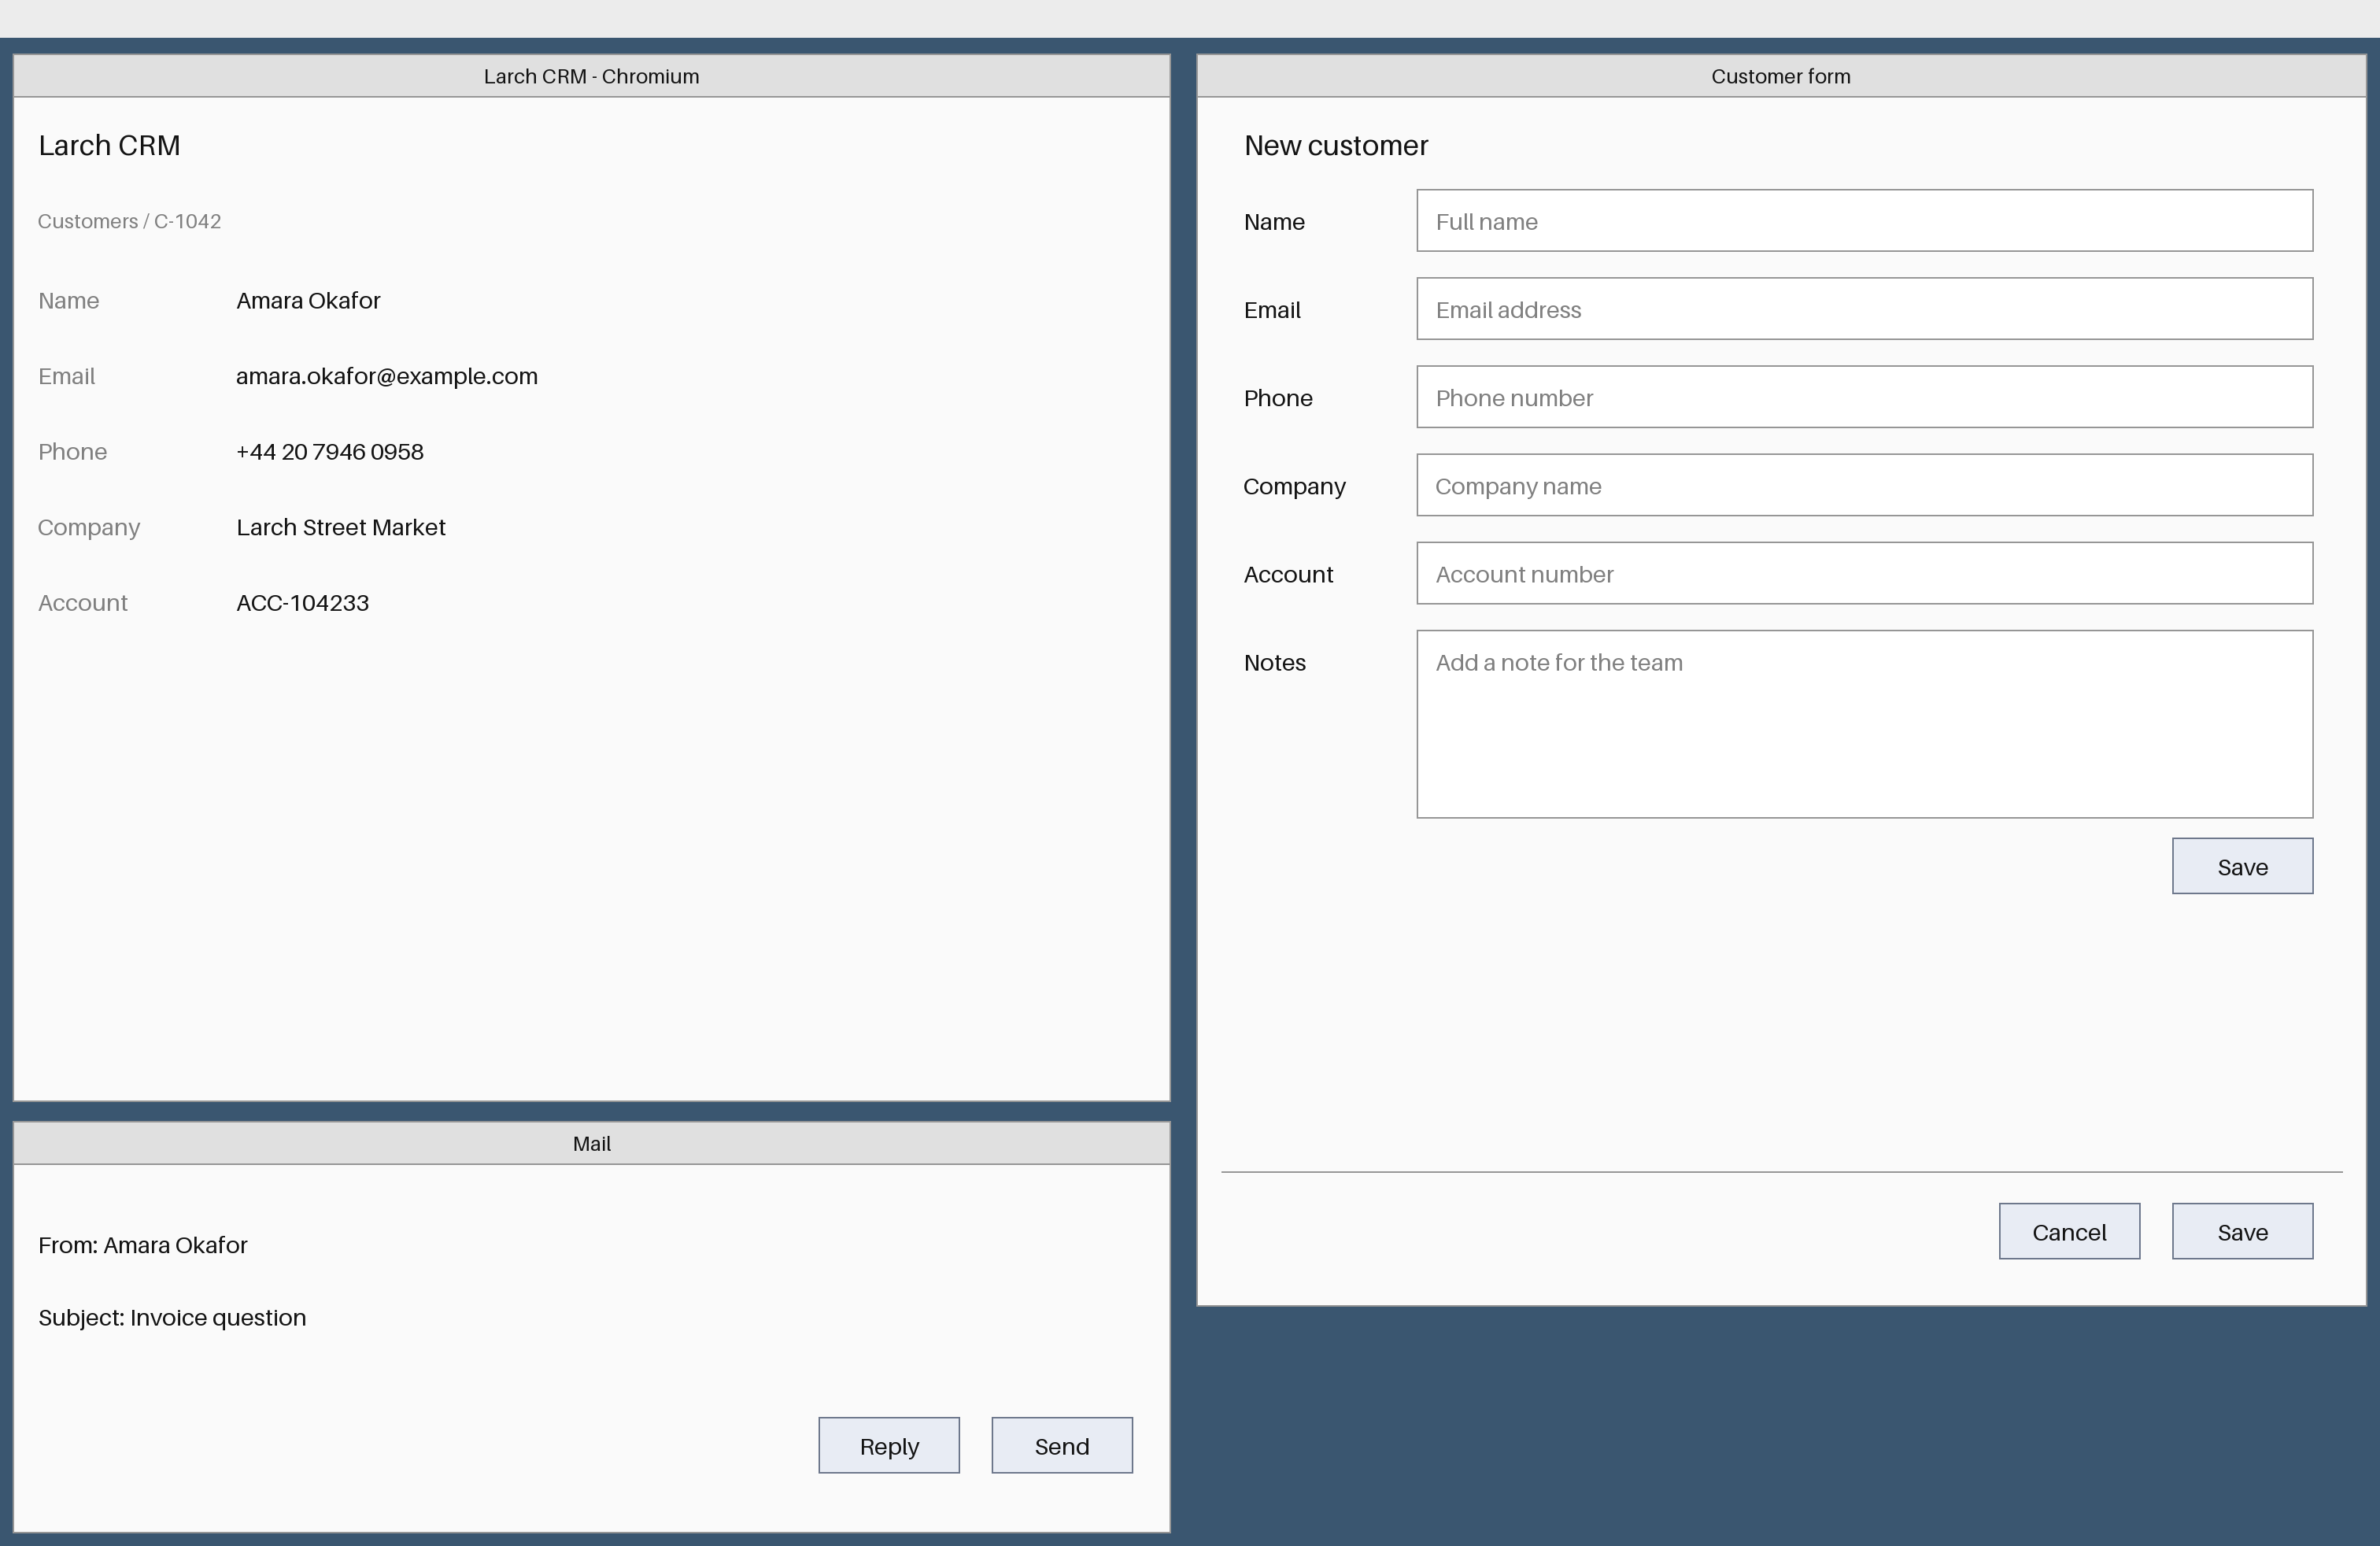 Larch CRM - Chromium
Larch CRM
Customers / C-1042
Name Amara Okafor
Email amara.okafor@example.com
Phone +44 20 7946 0958
Company Larch Street Market
Account ACC-104233
Mail
From: Amara Okafor
Subject: Invoice question
Reply Send
Customer form
New customer
Name Full name
Email Email address
Phone Phone number
Company Company name
Account Account number
Notes Add a note for the team
Save
Cancel Save